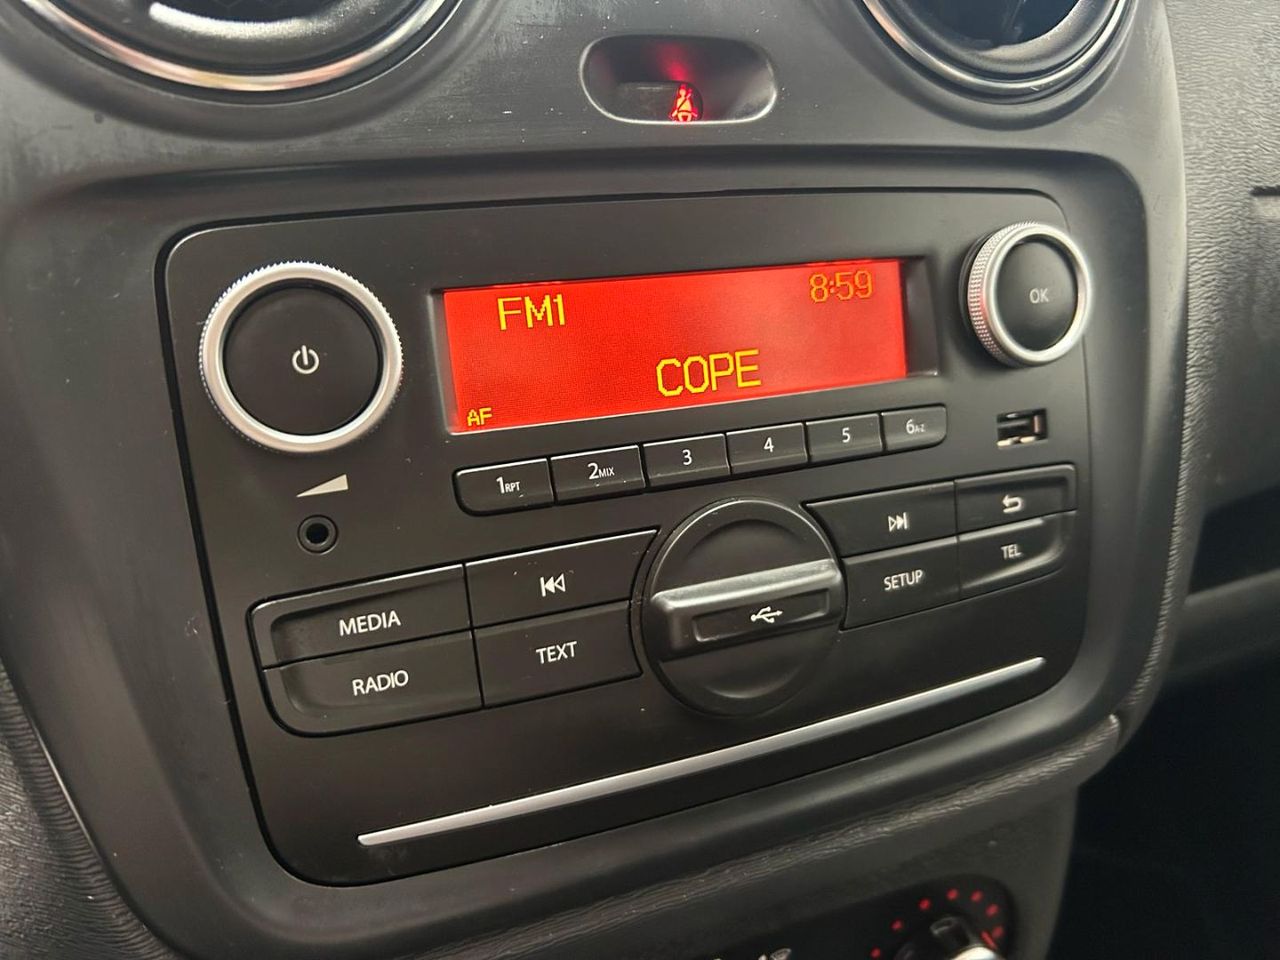 FM1 8:59
COPE
AF
1RPT 2MIX 3 4 5 6A-Z
OK
MEDIA
RADIO
TEXT
SETUP
TEL